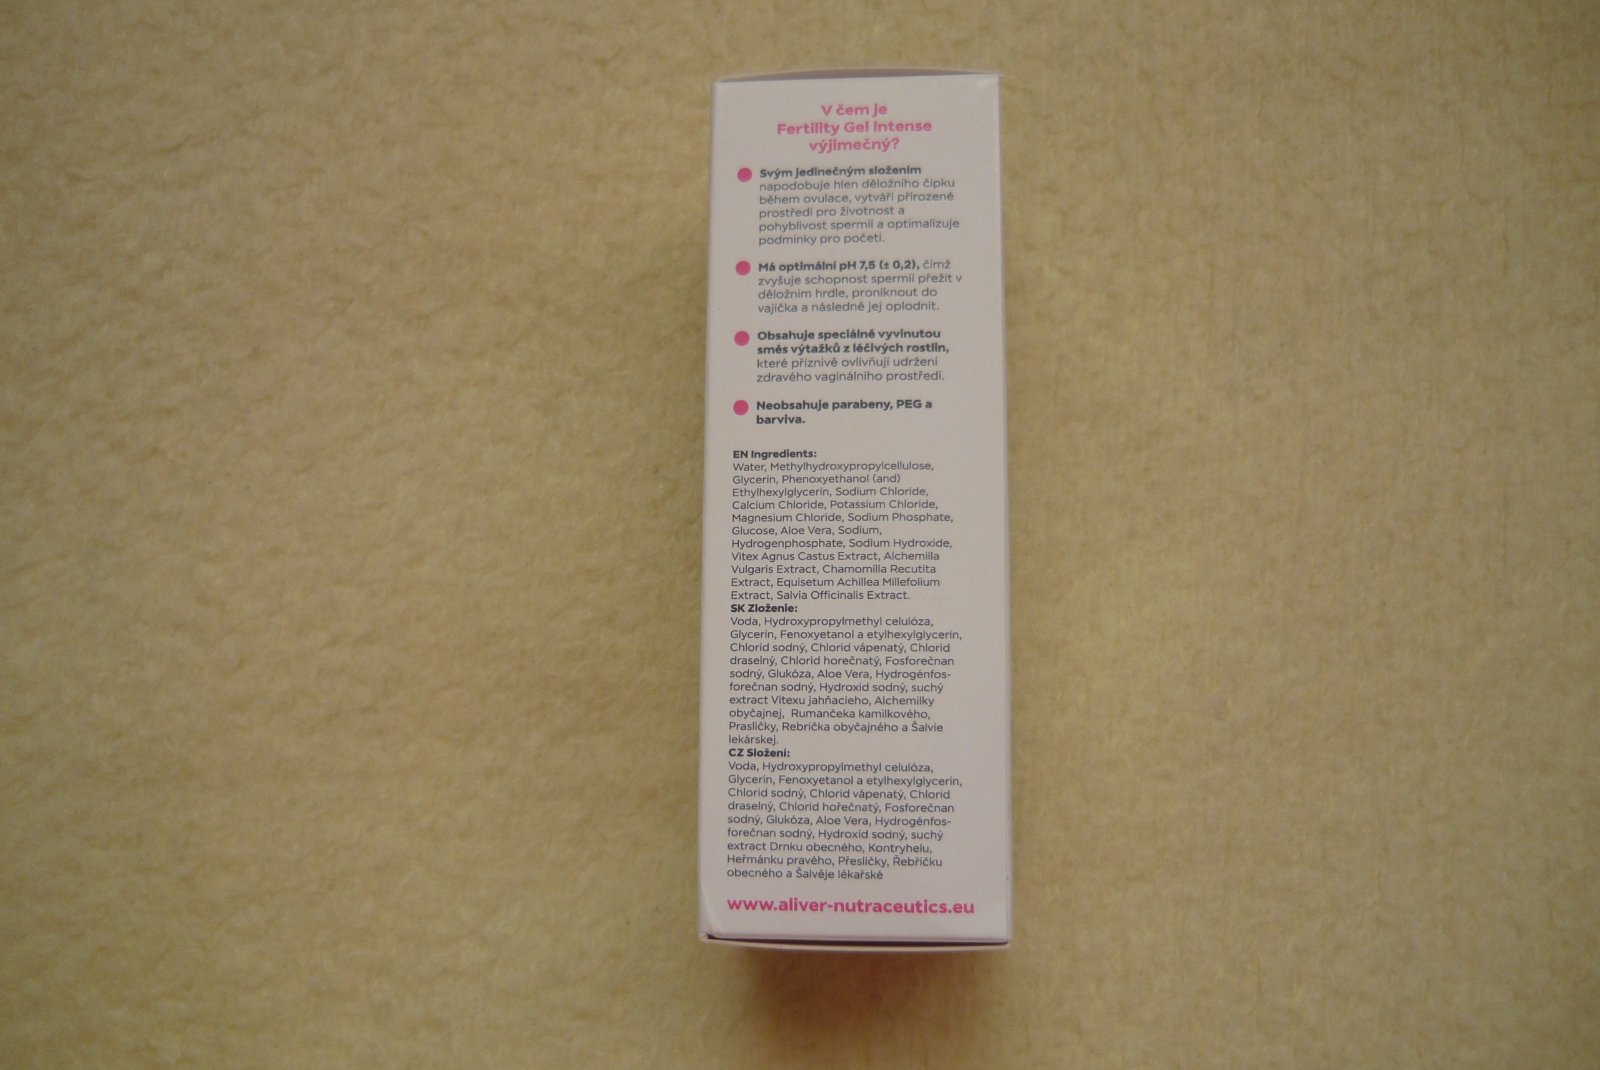 V čem je
Fertility Gel Intense
výjimečný?
Svým jedinečným složením
napodobuje hlen děložního čípku
během ovulace, vytváří přirozené
prostředí pro životnost a
pohyblivost spermií a optimalizuje
podmínky pro početí.
Má optimální pH 7,5 (± 0,2), čímž
zvyšuje schopnost spermií přežít v
děložním hrdle, proniknout do
vajíčka a následně jej oplodnit.
Obsahuje speciálně vyvinutou
směs výtažků z léčivých rostlin,
které příznivě ovlivňují udržení
zdravého vaginálního prostředí.
Neobsahuje parabeny, PEG a
barviva.
EN Ingredients:
Water, Methylhydroxypropylcellulose,
Glycerin, Phenoxyethanol (and)
Ethylhexylglycerin, Sodium Chloride,
Calcium Chloride, Potassium Chloride,
Magnesium Chloride, Sodium Phosphate,
Glucose, Aloe Vera, Sodium,
Hydrogenphosphate, Sodium Hydroxide,
Vitex Agnus Castus Extract, Alchemilla
Vulgaris Extract, Chamomilla Recutita
Extract, Equisetum Achillea Millefolium
Extract, Salvia Officinalis Extract.
SK Zloženie:
Voda, Hydroxypropylmethyl celulóza,
Glycerín, Fenoxyetanol a etylhexylglycerin,
Chlorid sodný, Chlorid vápenatý, Chlorid
draselný, Chlorid horečnatý, Fosforečnan
sodný, Glukóza, Aloe Vera, Hydrogénfos-
forečnan sodný, Hydroxid sodný, suchý
extract Vitexu jahňacieho, Alchemilky
obyčajnej, Rumančeka kamilkového,
Prasličky, Rebríčka obyčajného a Šalvie
lekárskej.
CZ Složení:
Voda, Hydroxypropylmethyl celulóza,
Glycerin, Fenoxyetanol a etylhexylglycerin,
Chlorid sodný, Chlorid vápenatý, Chlorid
draselný, Chlorid hořečnatý, Fosforečnan
sodný, Glukóza, Aloe Vera, Hydrogénfos-
forečnan sodný, Hydroxid sodný, suchý
extract Drnku obecného, Kontryhelu,
Heřmánku pravého, Přesličky, Řebříčku
obecného a Šalvěje lékařské
www.aliver-nutraceutics.eu